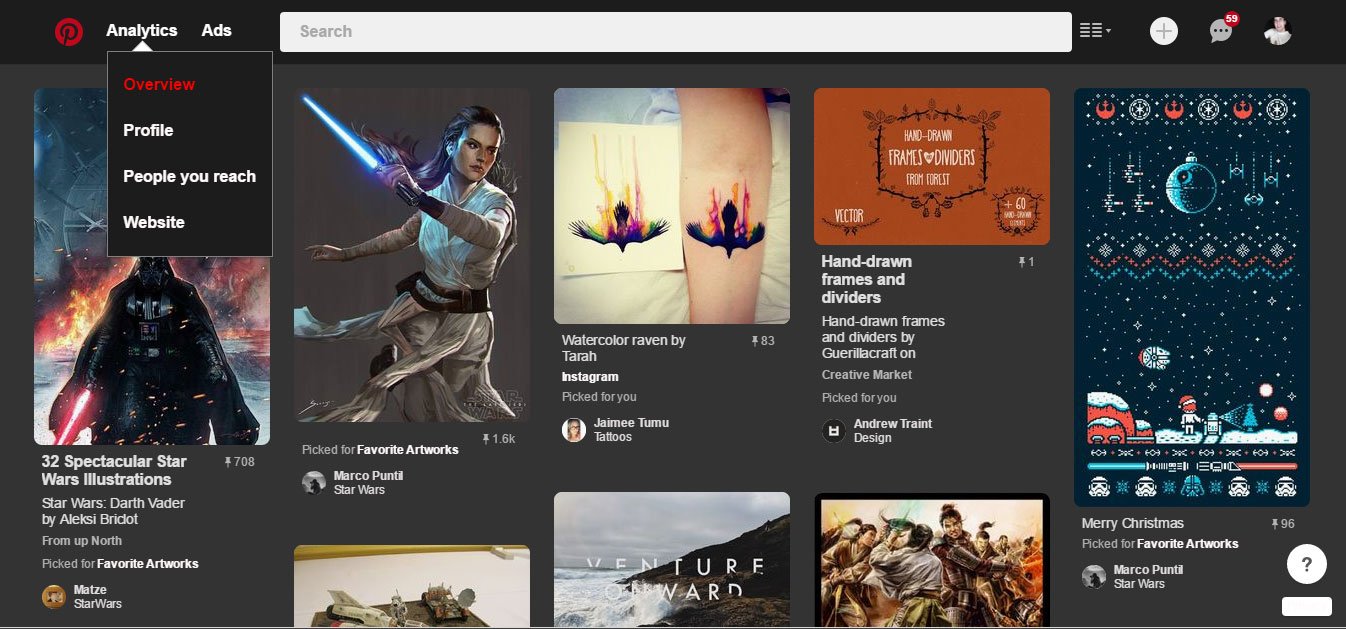 Analytics
Ads
Search
59
Overview
Profile
People you reach
Website
32 Spectacular Star
Wars Illustrations
708
Star Wars: Darth Vader
by Aleksi Briclot
From up North
Picked for Favorite Artworks
Matze
StarWars
STAR
WARS
1.6k
Picked for Favorite Artworks
Marco Puntil
Star Wars
Watercolor raven by
Tarah
83
Instagram
Picked for you
Jaimee Tumu
Tattoos
VENTURE
ONWARD
HAND-DRAWN
FRAMES DIVIDERS
FROM FOREST
VECTOR
+ 60
HAND-DRAWN
ELEMENTS
Hand-drawn
frames and
dividers
1
Hand-drawn frames
and dividers by
Guerillacraft on
Creative Market
Picked for you
Andrew Traint
Design
Merry Christmas
96
Picked for Favorite Artworks
Marco Puntil
Star Wars
?